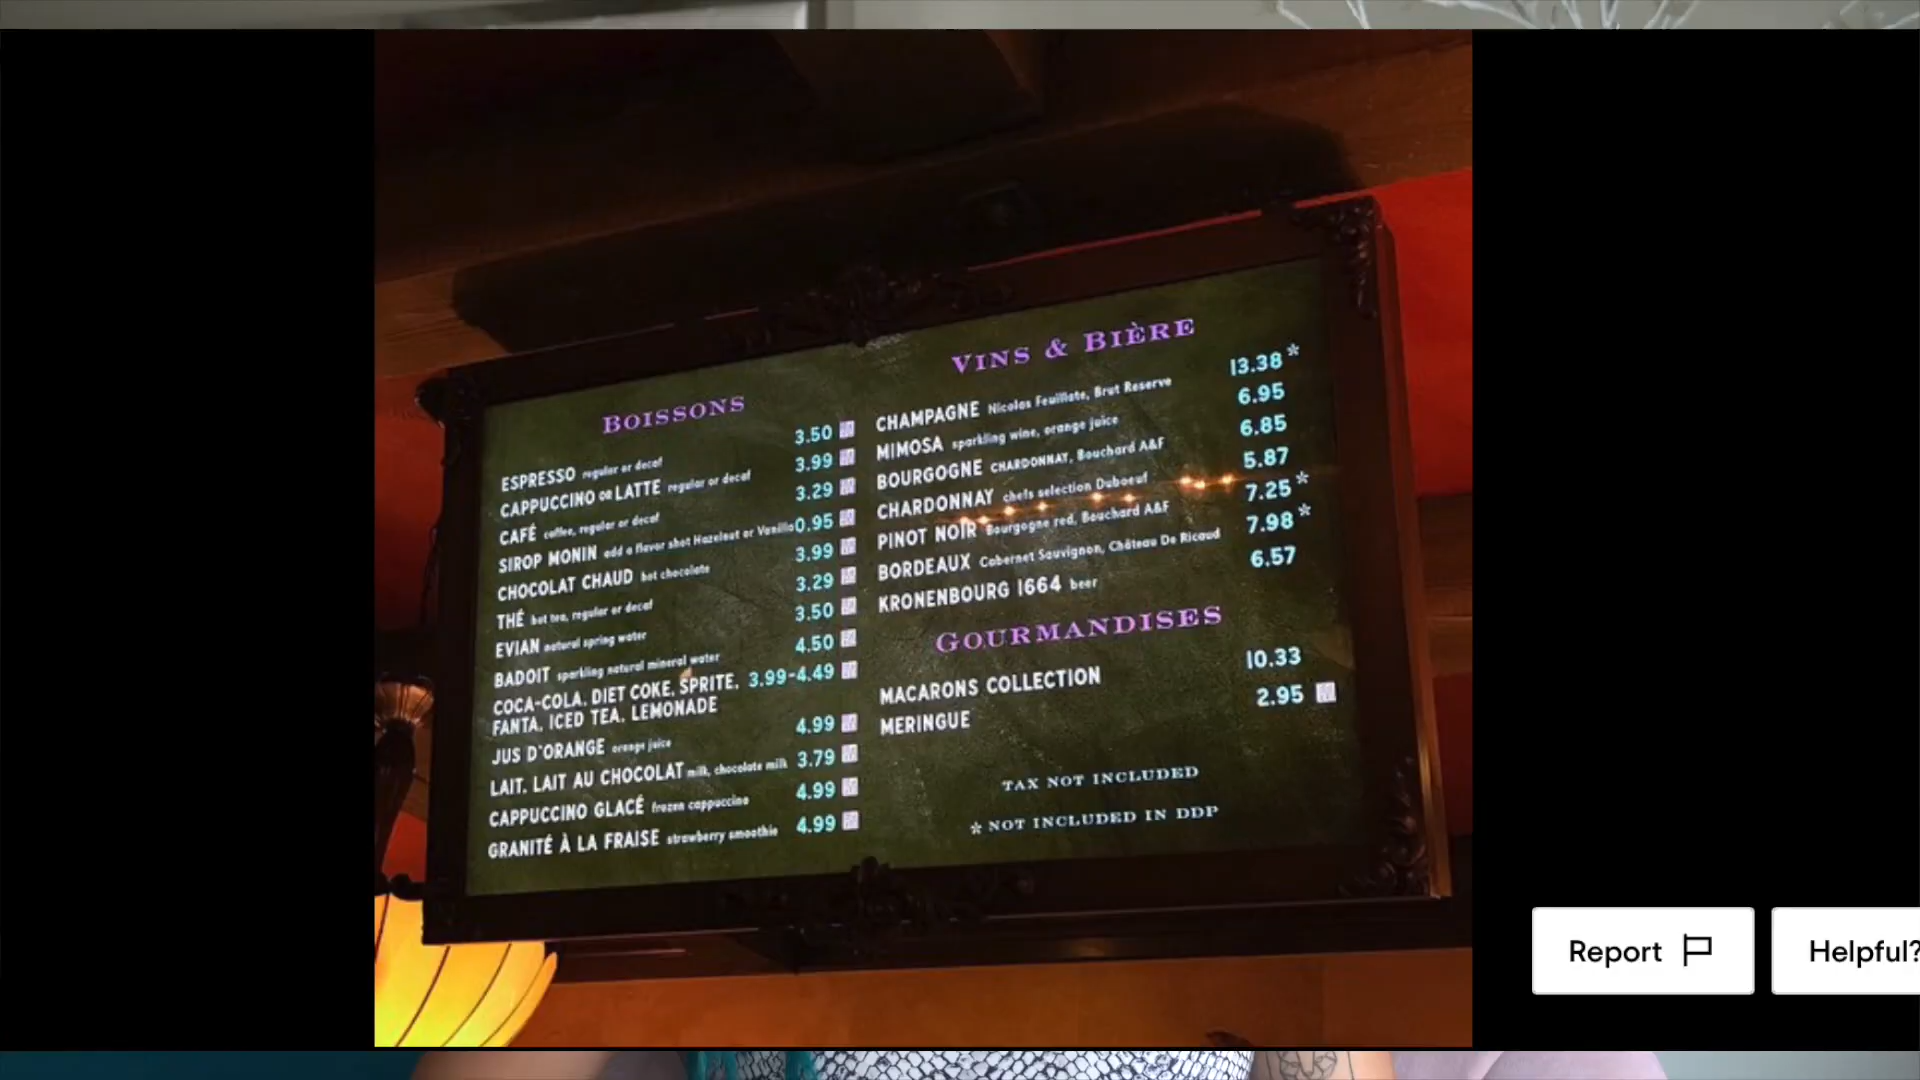 BOISSONS
ESPRESSO regular or decaf 3.50
CAPPUCCINO OR LATTE regular or decaf 3.99
CAFÉ coffee, regular or decaf 3.29
SIROP MONIN add a flavor shot Hazelnut or Vanilla 0.95
CHOCOLAT CHAUD hot chocolate 3.99
THÉ hot tea, regular or decaf 3.29
EVIAN natural spring water 3.50
BADOIT sparkling natural mineral water 4.50
COCA-COLA, DIET COKE, SPRITE, 3.99-4.49
FANTA, ICED TEA, LEMONADE
JUS D'ORANGE orange juice 4.99
LAIT, LAIT AU CHOCOLAT milk, chocolate milk 3.79
CAPPUCCINO GLACÉ frozen cappuccino 4.99
GRANITÉ À LA FRAISE strawberry smoothie 4.99
VINS & BIÈRE
CHAMPAGNE Nicolas Feuillate, Brut Reserve 13.38*
MIMOSA sparkling wine, orange juice 6.95
BOURGOGNE CHARDONNAY, Bouchard A&F 6.85
CHARDONNAY chefs selection Duboeuf 5.87
PINOT NOIR Bourgogne red, Bouchard A&F 7.25*
BORDEAUX Cabernet Sauvignon, Château De Ricaud 7.98*
KRONENBOURG 1664 beer 6.57
GOURMANDISES
MACARONS COLLECTION 10.33
MERINGUE 2.95
TAX NOT INCLUDED
* NOT INCLUDED IN DDP
Report
Helpful?